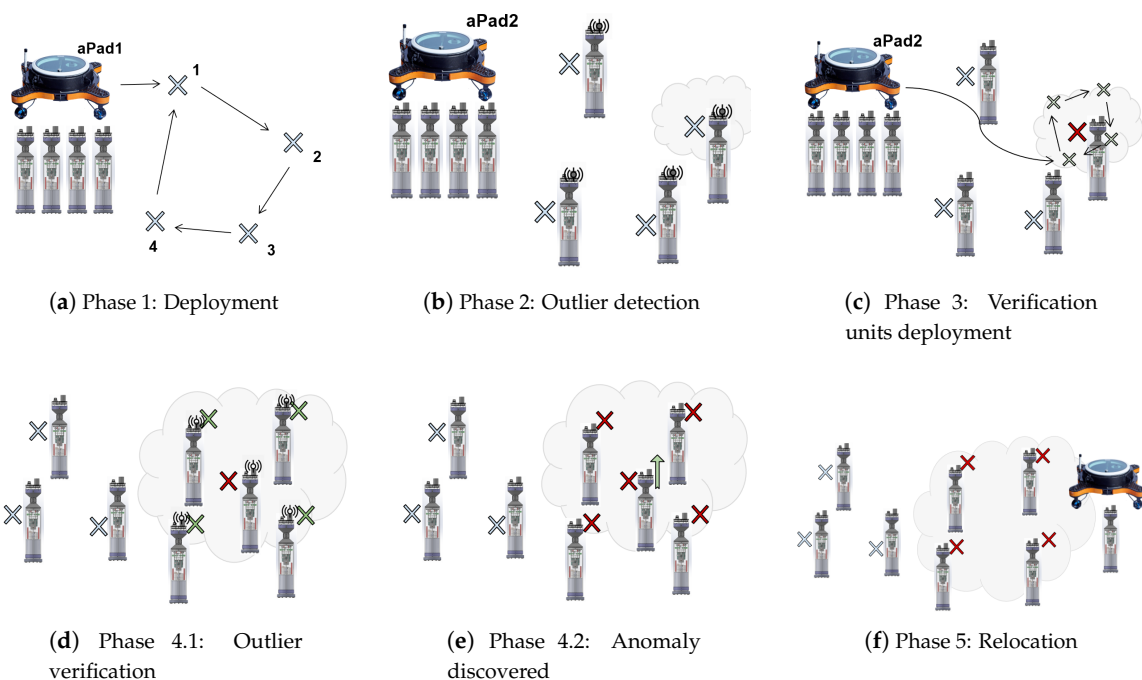 aPad1
1
2
3
4
(a) Phase 1: Deployment
aPad2
(b) Phase 2: Outlier detection
aPad2
(c) Phase 3: Verification
units deployment
(d) Phase 4.1: Outlier
verification
(e) Phase 4.2: Anomaly
discovered
(f) Phase 5: Relocation